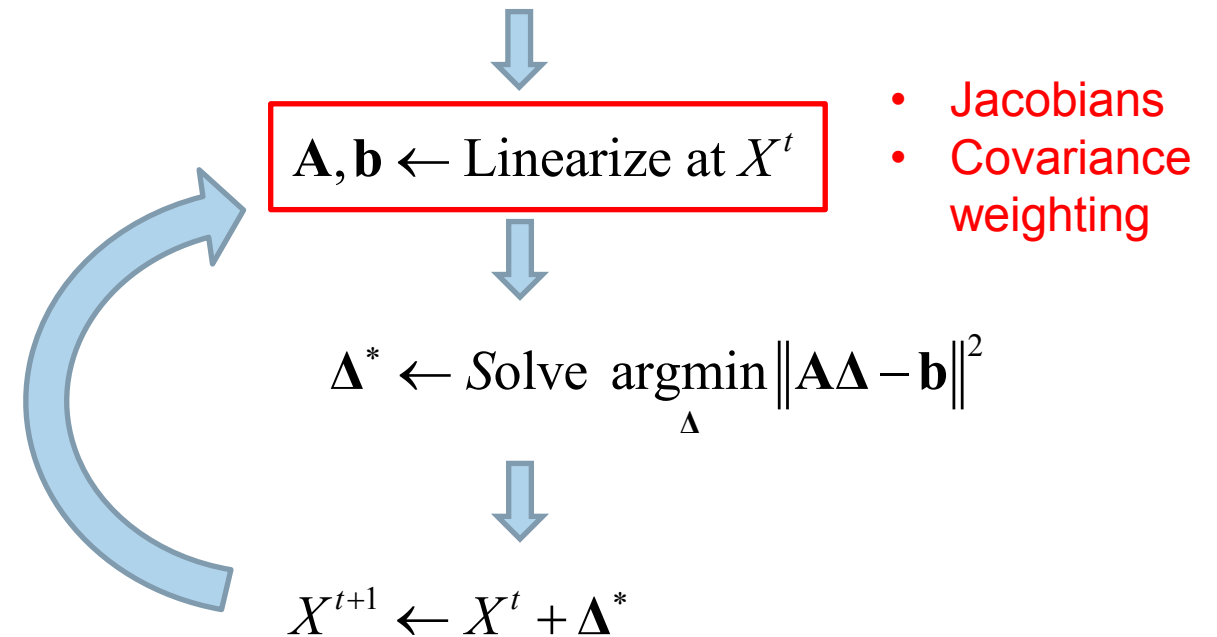 𝐀, 𝐛 ← Linearize at X^t
• Jacobians
• Covariance
weighting
𝚫^* ← Solve argmin ‖𝐀𝚫 − 𝐛‖^2
𝚫
X^{t+1} ← X^t + 𝚫^*